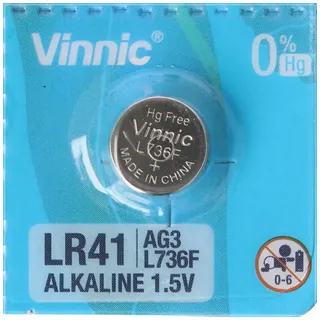 Vinnic®
0% Hg
Hg Free
Vinnic
L736F
+
MADE IN CHINA
LR41
AG3
L736F
ALKALINE 1.5V
0-6